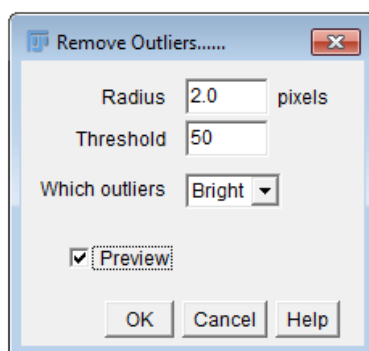 Remove Outliers......
Radius 2.0 pixels
Threshold 50
Which outliers Bright
Preview
OK Cancel Help